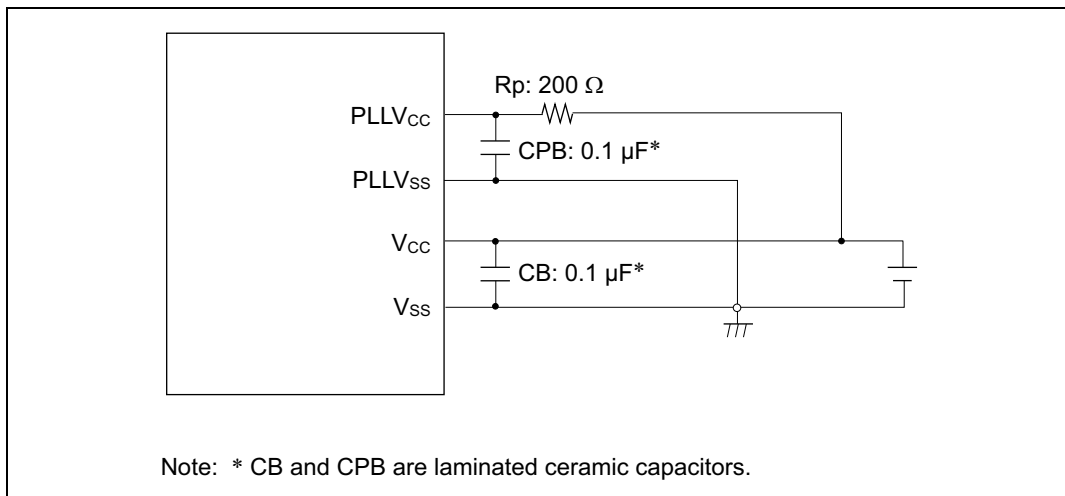 Rp: 200 Ω
PLLVCC
CPB: 0.1 µF*
PLLVSS
VCC
CB: 0.1 µF*
VSS
Note: * CB and CPB are laminated ceramic capacitors.